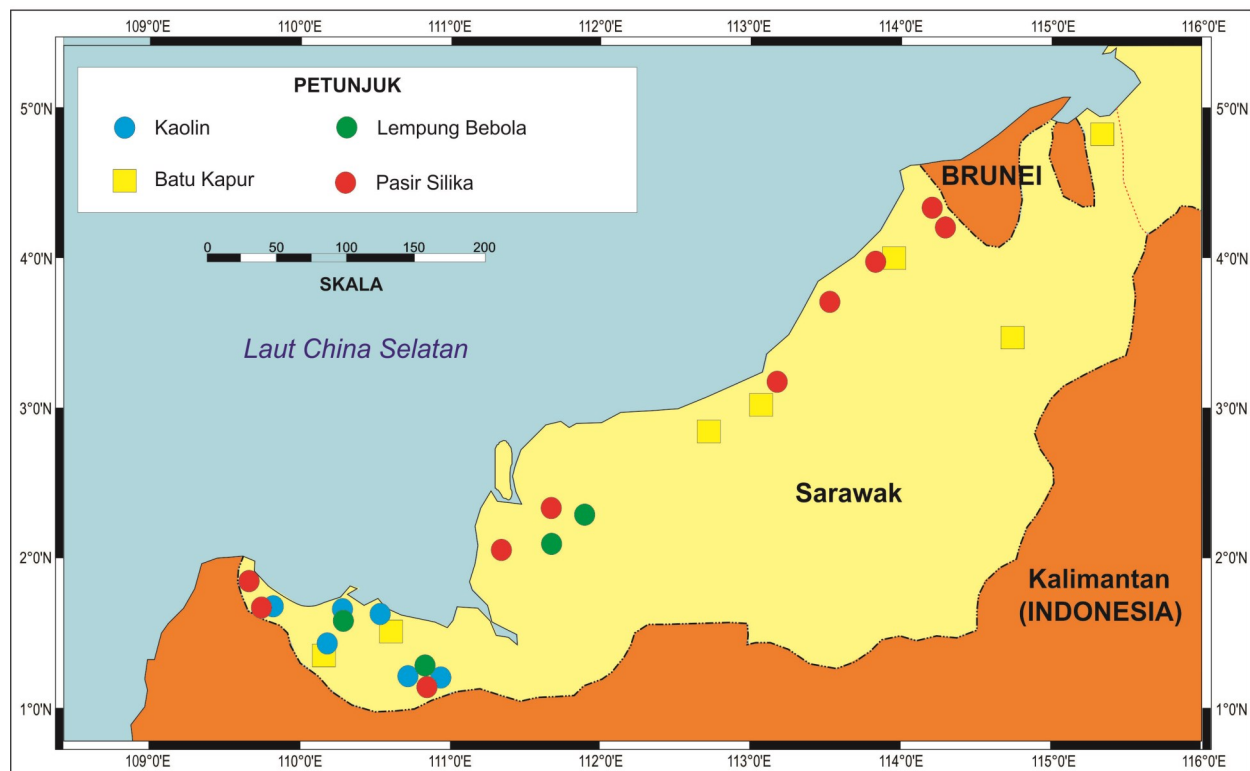 109°0'E 110°0'E 111°0'E 112°0'E 113°0'E 114°0'E 115°0'E 116°0'E
PETUNJUK
Kaolin
Lempung Bebola
Batu Kapur
Pasir Silika
0 50 100 150 200
SKALA
Laut China Selatan
BRUNEI
Sarawak
Kalimantan
(INDONESIA)
5°0'N 5°0'N
4°0'N 4°0'N
3°0'N 3°0'N
2°0'N 2°0'N
1°0'N 1°0'N
109°0'E 110°0'E 111°0'E 112°0'E 113°0'E 114°0'E 115°0'E 116°0'E